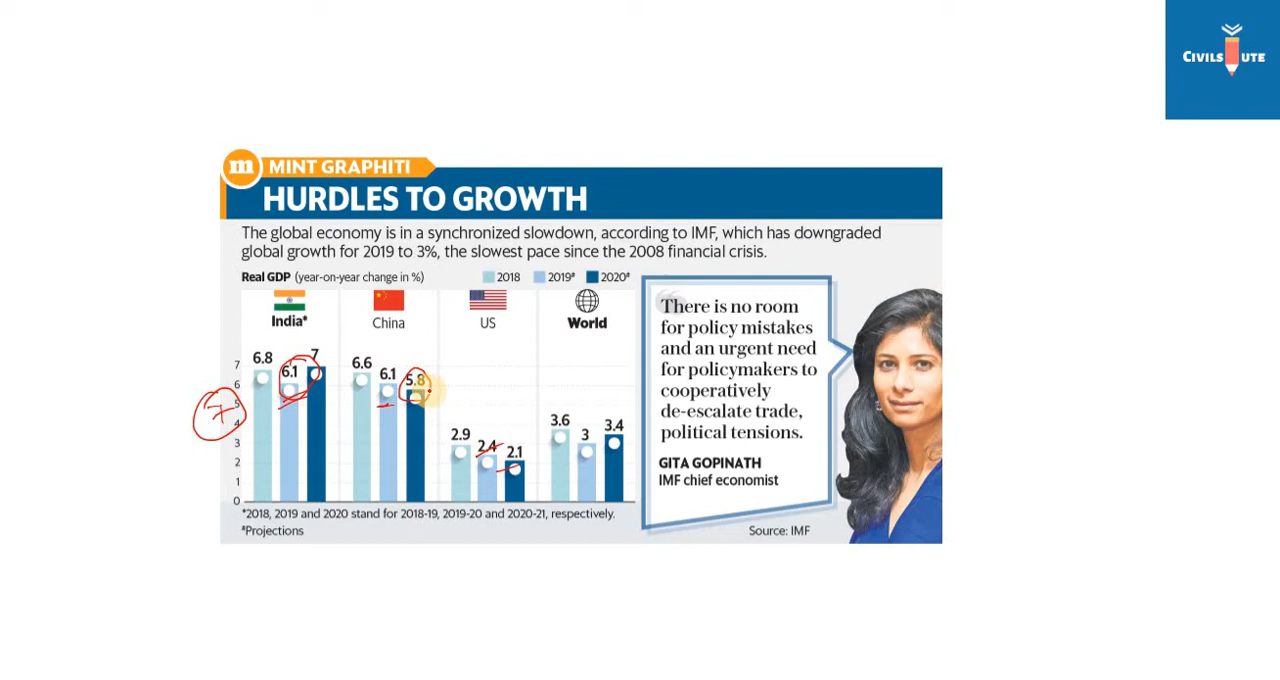 CIVILS UTE
m MINT GRAPHITI
HURDLES TO GROWTH
The global economy is in a synchronized slowdown, according to IMF, which has downgraded
global growth for 2019 to 3%, the slowest pace since the 2008 financial crisis.
Real GDP (year-on-year change in %) 2018 2019# 2020#
India* China US World
6.8 6.1 7 6.6 6.1 5.8 2.9 2.4 2.1 3.6 3 3.4
7
6
5
4
3
2
1
0
7
*2018, 2019 and 2020 stand for 2018-19, 2019-20 and 2020-21, respectively.
#Projections
“There is no room
for policy mistakes
and an urgent need
for policymakers to
cooperatively
de-escalate trade,
political tensions.
GITA GOPINATH
IMF chief economist
Source: IMF